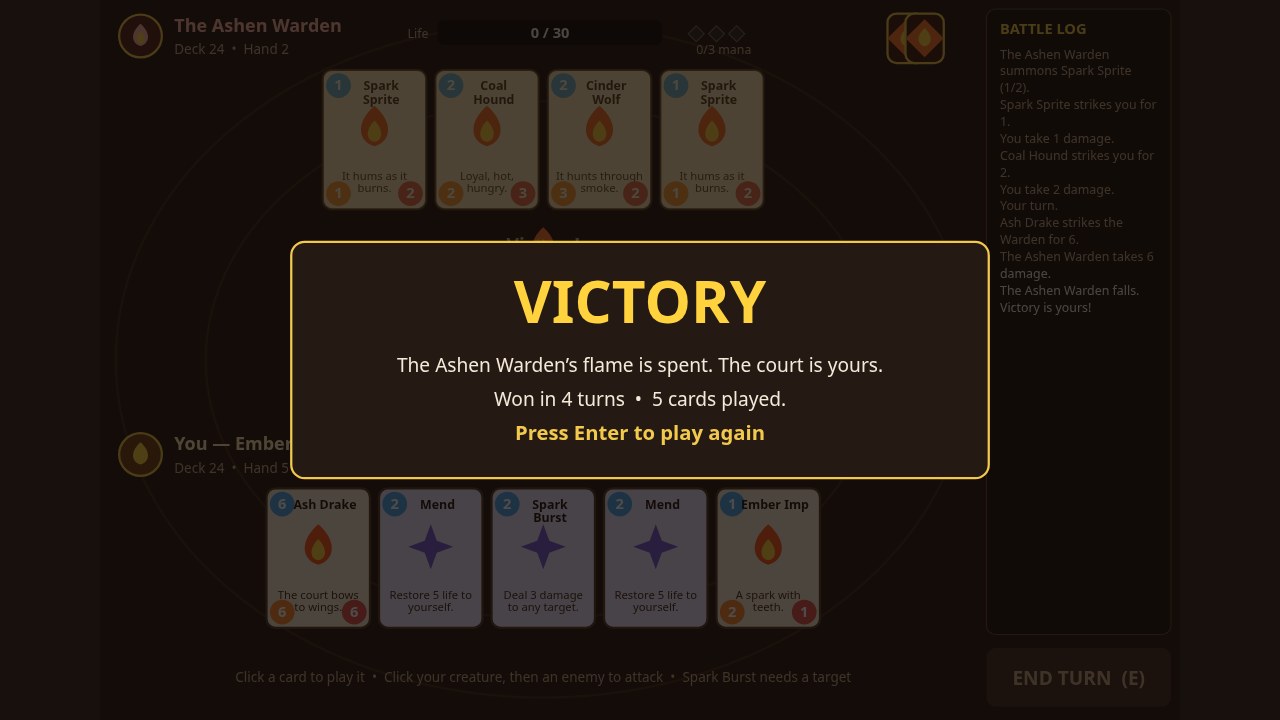 The Ashen Warden
Deck 24 • Hand 2
Life
0 / 30
0/3 mana
1
Spark
Sprite
It hums as it
burns.
1
2
2
Coal
Hound
Loyal, hot,
hungry.
2
3
2
Cinder
Wolf
It hunts through
smoke.
3
2
1
Spark
Sprite
It hums as it
burns.
1
2
BATTLE LOG
The Ashen Warden
summons Spark Sprite
(1/2).
Spark Sprite strikes you for
1.
You take 1 damage.
Coal Hound strikes you for
2.
You take 2 damage.
Your turn.
Ash Drake strikes the
Warden for 6.
The Ashen Warden takes 6
damage.
The Ashen Warden falls.
Victory is yours!
VICTORY
The Ashen Warden’s flame is spent. The court is yours.
Won in 4 turns • 5 cards played.
Press Enter to play again
You — Ember
Deck 24 • Hand 5
6
Ash Drake
The court bows
to wings.
6
6
2
Mend
Restore 5 life to
yourself.
2
Spark
Burst
Deal 3 damage
to any target.
2
Mend
Restore 5 life to
yourself.
1
Ember Imp
A spark with
teeth.
2
1
Click a card to play it • Click your creature, then an enemy to attack • Spark Burst needs a target
END TURN (E)